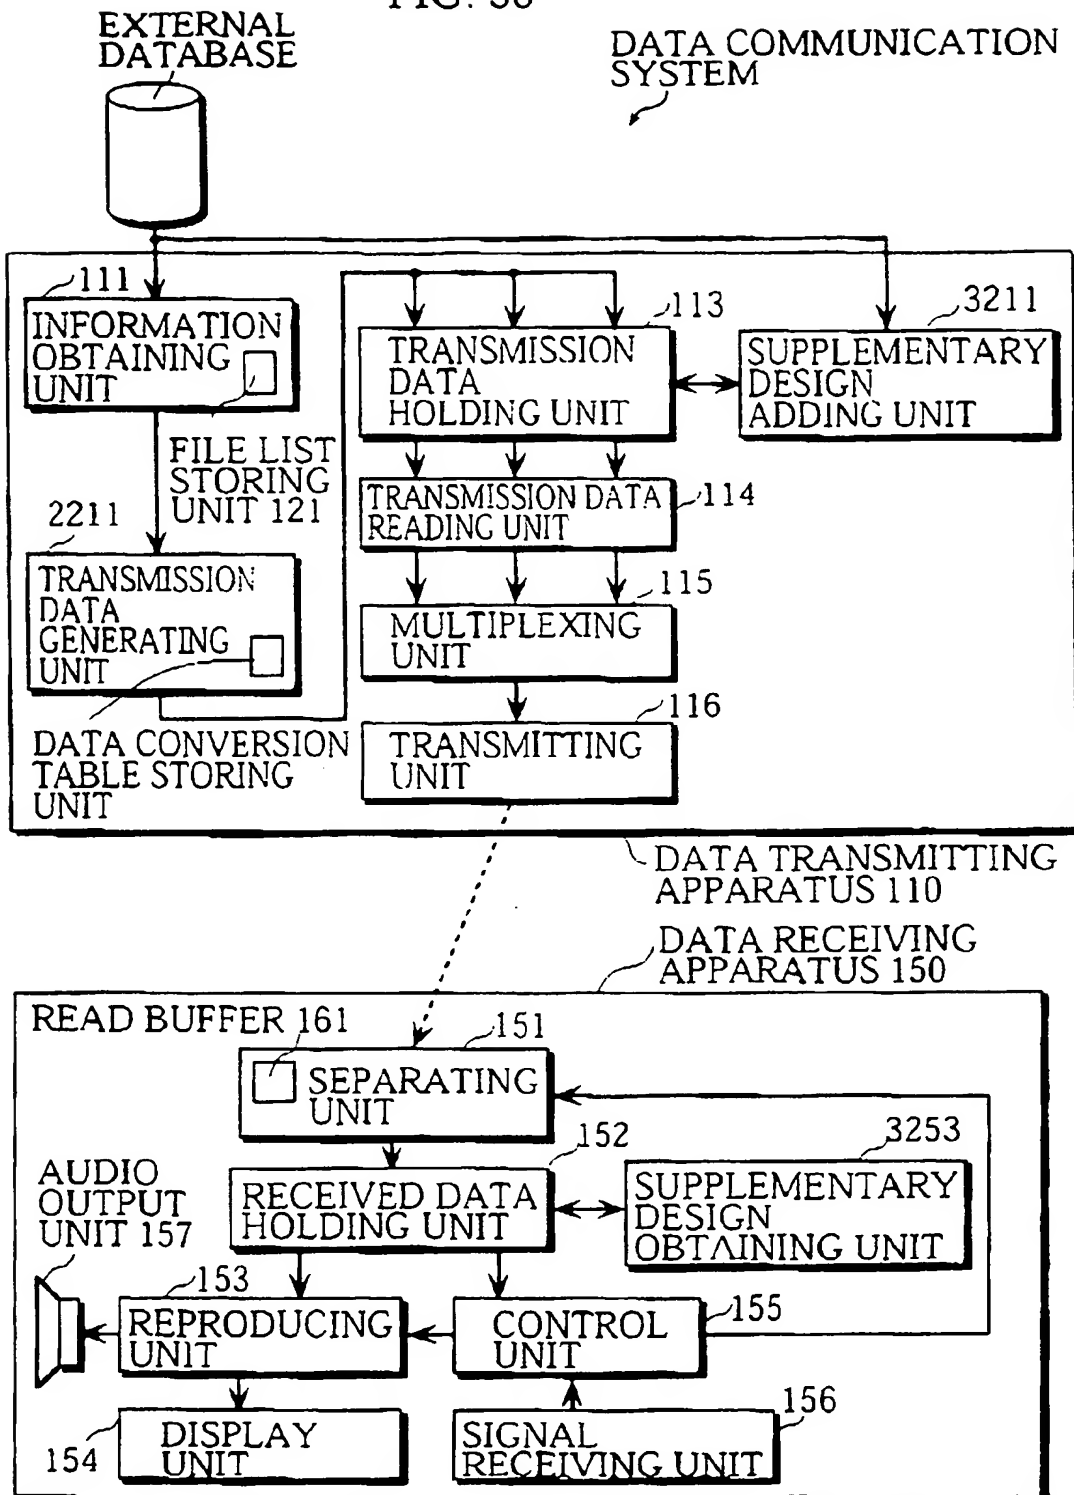 EXTERNAL
DATABASE
DATA COMMUNICATION
SYSTEM
111
INFORMATION
OBTAINING
UNIT
FILE LIST
STORING
UNIT 121
2211
TRANSMISSION
DATA
GENERATING
UNIT
DATA CONVERSION
TABLE STORING
UNIT
113
TRANSMISSION
DATA
HOLDING UNIT
3211
SUPPLEMENTARY
DESIGN
ADDING UNIT
TRANSMISSION DATA
READING UNIT
114
115
MULTIPLEXING
UNIT
116
TRANSMITTING
UNIT
DATA TRANSMITTING
APPARATUS 110
DATA RECEIVING
APPARATUS 150
READ BUFFER 161
151
SEPARATING
UNIT
152
RECEIVED DATA
HOLDING UNIT
3253
SUPPLEMENTARY
DESIGN
OBTAINING UNIT
AUDIO
OUTPUT
UNIT 157
153
REPRODUCING
UNIT
CONTROL
UNIT
155
154
DISPLAY
UNIT
SIGNAL
RECEIVING UNIT
156